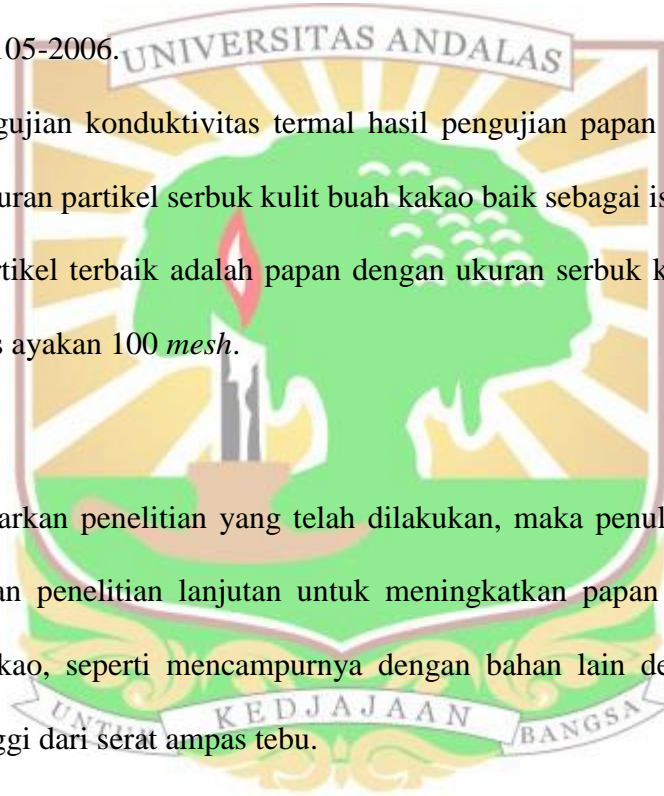 05-2006.
UNIVERSITAS ANDALAS
gujian konduktivitas termal hasil pengujian papan
uran partikel serbuk kulit buah kakao baik sebagai is
rtikel terbaik adalah papan dengan ukuran serbuk k
s ayakan 100 mesh.
arkan penelitian yang telah dilakukan, maka penul
an penelitian lanjutan untuk meningkatkan papan
kao, seperti mencampurnya dengan bahan lain de
UNTUK KEDJAJAAN BANGSA
ggi dari serat ampas tebu.